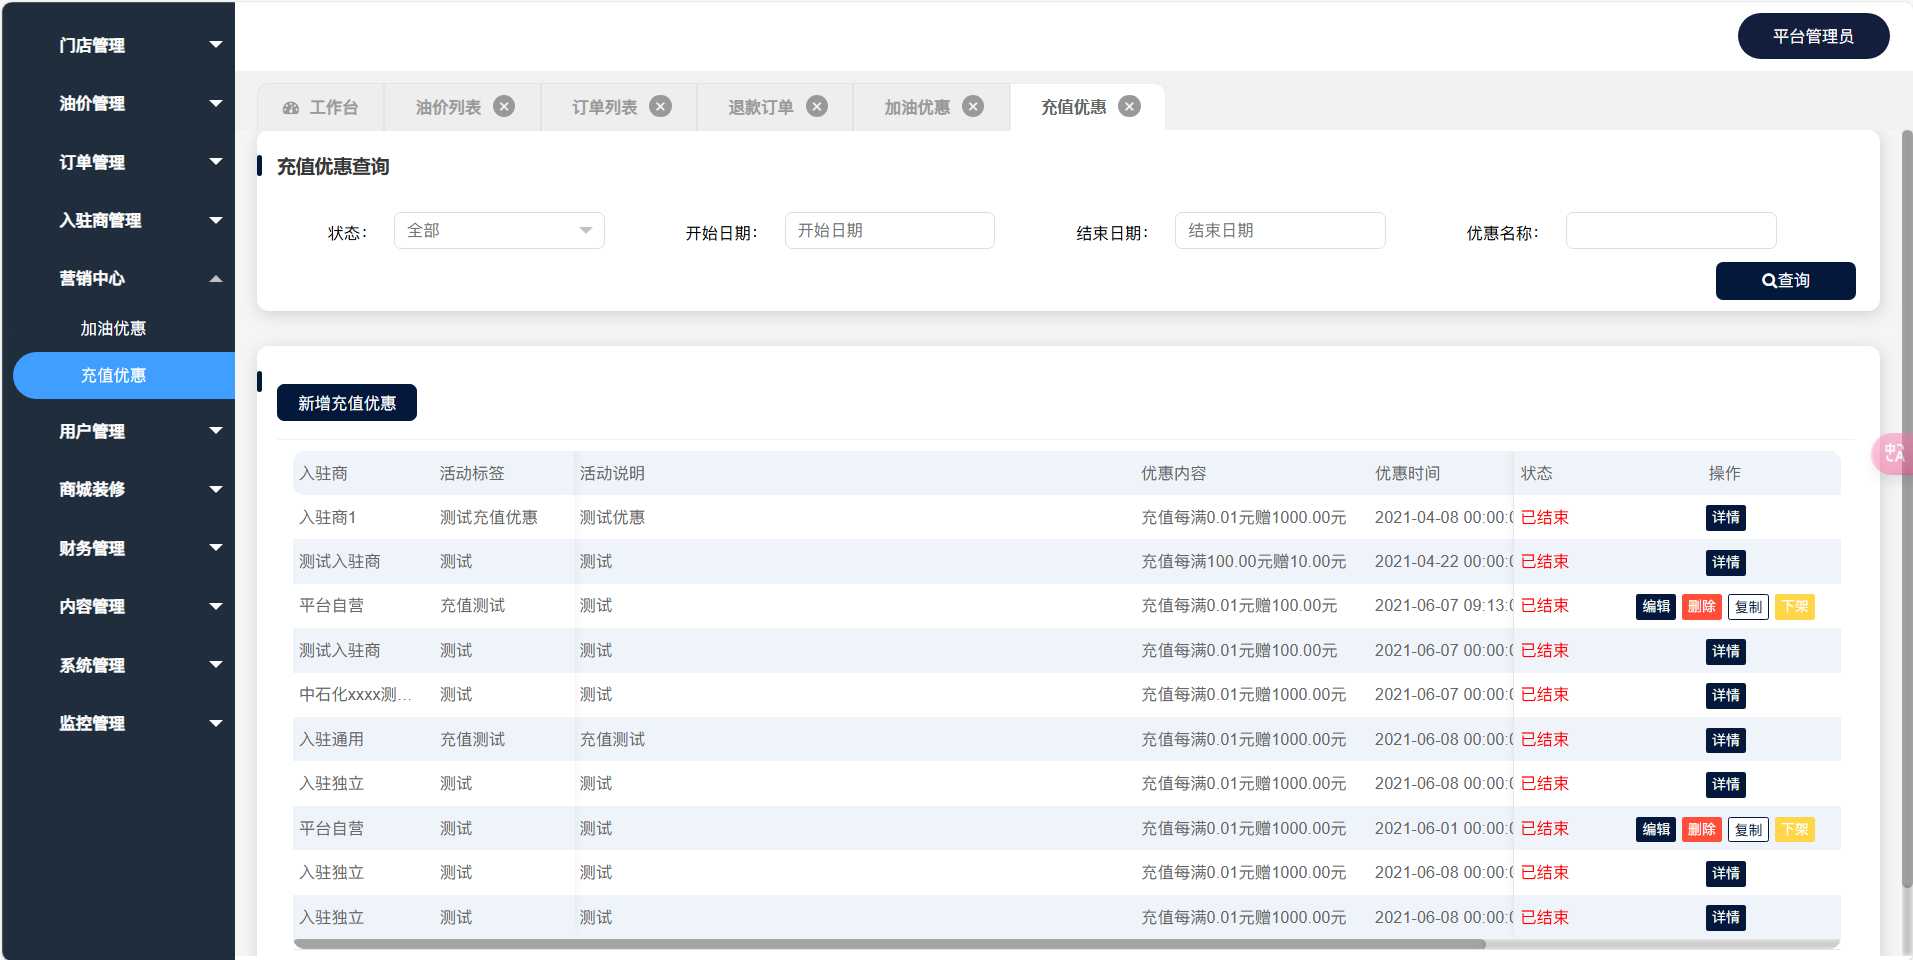 平台管理员
门店管理
油价管理
订单管理
入驻商管理
营销中心
加油优惠
充值优惠
用户管理
商城装修
财务管理
内容管理
系统管理
监控管理
工作台 油价列表 订单列表 退款订单 加油优惠 充值优惠
充值优惠查询
状态： 全部 开始日期： 开始日期 结束日期： 结束日期 优惠名称：
查询
新增充值优惠
入驻商 活动标签 活动说明 优惠内容 优惠时间 状态 操作
入驻商1 测试充值优惠 测试优惠 充值每满0.01元赠1000.00元 2021-04-08 00:00:0 已结束 详情
测试入驻商 测试 测试 充值每满100.00元赠10.00元 2021-04-22 00:00:0 已结束 详情
平台自营 充值测试 测试 充值每满0.01元赠100.00元 2021-06-07 09:13:0 已结束 编辑 删除 复制 下架
测试入驻商 测试 测试 充值每满0.01元赠100.00元 2021-06-07 00:00:0 已结束 详情
中石化xxxx测... 测试 测试 充值每满0.01元赠1000.00元 2021-06-07 00:00:0 已结束 详情
入驻通用 充值测试 充值测试 充值每满0.01元赠1000.00元 2021-06-08 00:00:0 已结束 详情
入驻独立 测试 测试 充值每满0.01元赠1000.00元 2021-06-08 00:00:0 已结束 详情
平台自营 测试 测试 充值每满0.01元赠1000.00元 2021-06-01 00:00:0 已结束 编辑 删除 复制 下架
入驻独立 测试 测试 充值每满0.01元赠1000.00元 2021-06-08 00:00:0 已结束 详情
入驻独立 测试 测试 充值每满0.01元赠1000.00元 2021-06-08 00:00:0 已结束 详情
中A